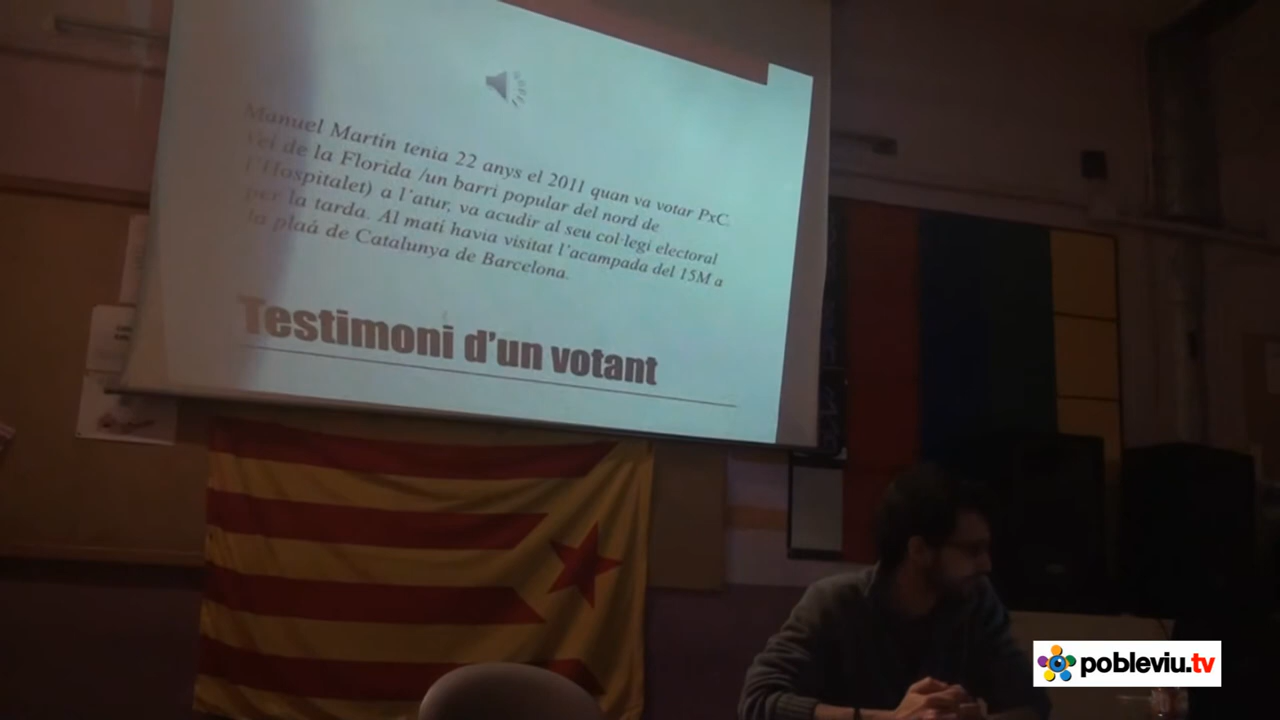 Manuel Martín tenia 22 anys el 2011 quan va votar PxC.
Veí de la Florida /un barri popular del nord de
l'Hospitalet) a l'atur, va acudir al seu col·legi electoral
per la tarda. Al matí havia visitat l'acampada del 15M a
la plaá de Catalunya de Barcelona.
Testimoni d'un votant
pobleviu.tv